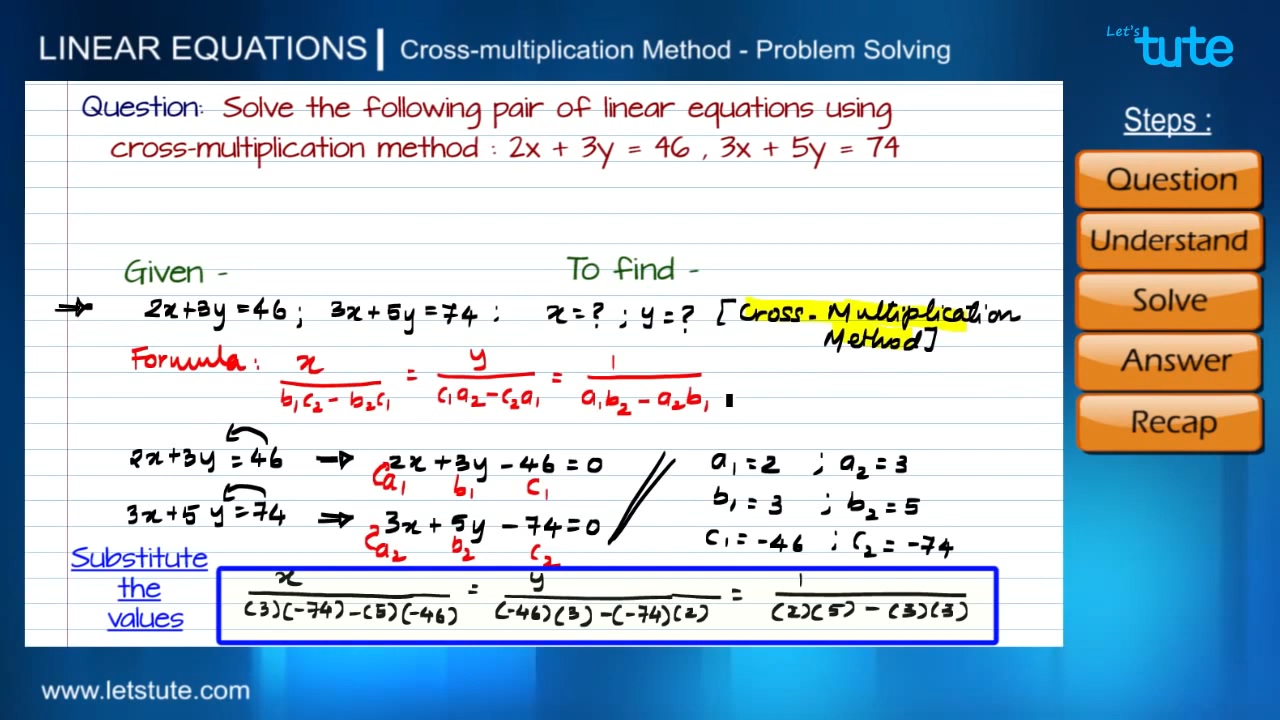 LINEAR EQUATIONS | Cross-multiplication Method - Problem Solving
Let's tute
Question: Solve the following pair of linear equations using
cross-multiplication method : 2x + 3y = 46 , 3x + 5y = 74
Given -
To find -
→ 2x+3y=46 ; 3x+5y=74 ; x=? ; y=? [Cross-Multiplication
Method]
Formula: x/(b₁c₂ - b₂c₁) = y/(c₁a₂ - c₂a₁) = 1/(a₁b₂ - a₂b₁)
2x+3y=46 → 2x+3y-46=0
a₁ b₁ c₁
3x+5y=74 ⇒ 3x+5y-74=0
a₂ b₂ c₂
a₁=2 ; a₂=3
b₁=3 ; b₂=5
c₁=-46 ; c₂=-74
Substitute
the
values
x/((3)(-74)-(5)(-46)) = y/((-46)(3)-(-74)(2)) = 1/((2)(5)-(3)(3))
Steps :
Question
Understand
Solve
Answer
Recap
www.letstute.com